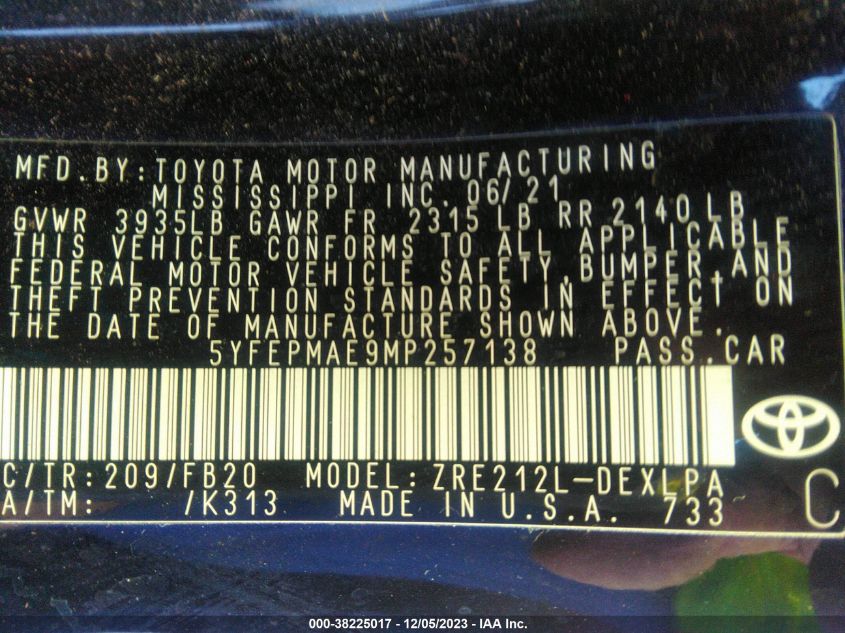 MFD.BY:TOYOTA MOTOR MANUFACTURING
MISSISSIPPI INC. 06/21
GVWR 3935LB GAWR FR 2315 LB RR 2140 LB
THIS VEHICLE CONFORMS TO ALL APPLICABLE
FEDERAL MOTOR VEHICLE SAFETY,BUMPER,AND
THEFT PREVENTION STANDARDS IN EFFECT ON
THE DATE OF MANUFACTURE SHOWN ABOVE.
5YFEPMAE9MP257138 PASS.CAR
C/TR:209/FB20 MODEL:ZRE212L-DEXLPA
A/TM: /K313 MADE IN U.S.A. 733 C
000-38225017 - 12/05/2023 - IAA Inc.